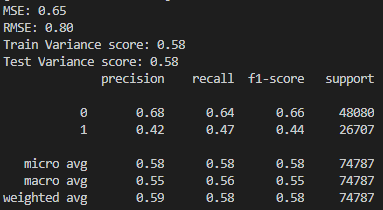 MSE: 0.65
RMSE: 0.80
Train Variance score: 0.58
Test Variance score: 0.58
precision recall f1-score support
0 0.68 0.64 0.66 48080
1 0.42 0.47 0.44 26707
micro avg 0.58 0.58 0.58 74787
macro avg 0.55 0.56 0.55 74787
weighted avg 0.59 0.58 0.58 74787